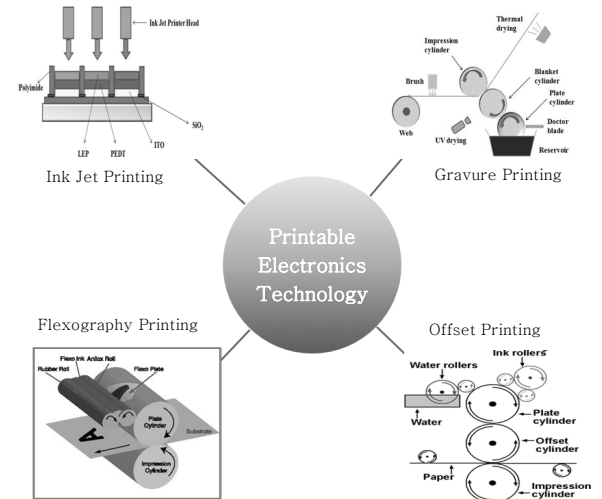 Ink Jet Printer Head
Polyimide
SiO2
ITO
LEP
PEDT
Ink Jet Printing
Thermal
drying
Impression
cylinder
Brush
Blanket
cylinder
Plate
cylinder
Doctor
blade
Web
UV drying
Reservoir
Gravure Printing
Printable
Electronics
Technology
Flexography Printing
Flexo Ink
Anilox Roll
Rubber Roll
Flexo Plate
Plate
Cylinder
Substrate
A
Impression
Cylinder
Offset Printing
Ink rollers
Water rollers
Water
Plate
cylinder
Offset
cylinder
Paper
Impression
cylinder